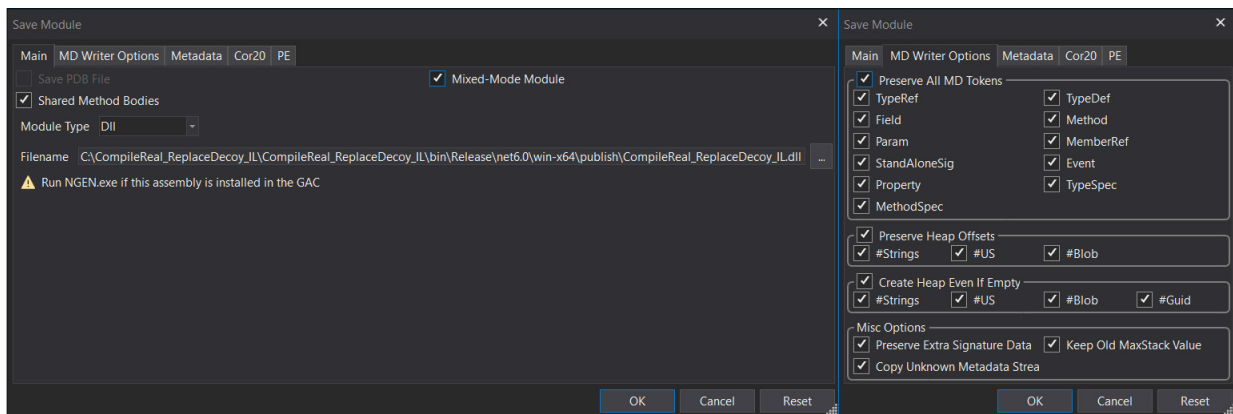 Save Module
Main MD Writer Options Metadata Cor20 PE
Save PDB File Mixed-Mode Module
Shared Method Bodies
Module Type Dll
Filename C:\CompileReal_ReplaceDecoy_IL\CompileReal_ReplaceDecoy_IL\bin\Release\net6.0\win-x64\publish\CompileReal_ReplaceDecoy_IL.dll ...
Run NGEN.exe if this assembly is installed in the GAC
OK Cancel Reset
Save Module
Main MD Writer Options Metadata Cor20 PE
Preserve All MD Tokens
TypeRef TypeDef
Field Method
Param MemberRef
StandAloneSig Event
Property TypeSpec
MethodSpec
Preserve Heap Offsets
#Strings #US #Blob
Create Heap Even If Empty
#Strings #US #Blob #Guid
Misc Options
Preserve Extra Signature Data Keep Old MaxStack Value
Copy Unknown Metadata Strea
OK Cancel Reset